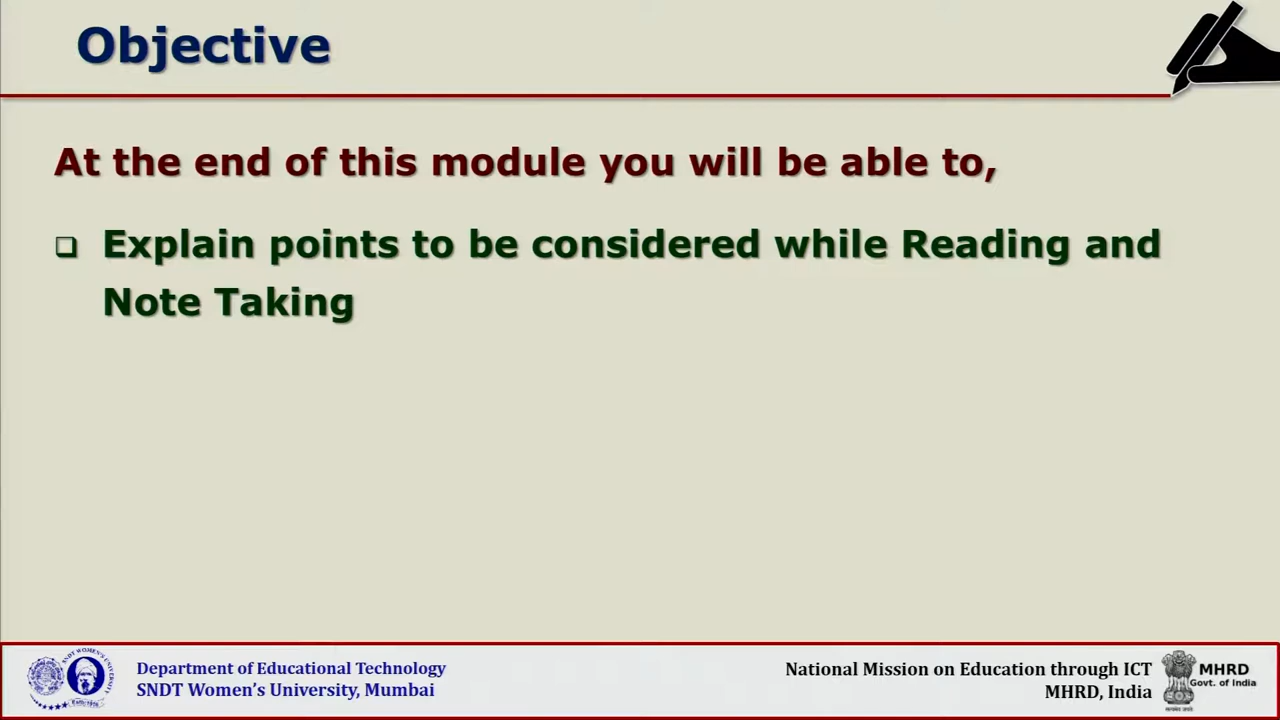 Objective
At the end of this module you will be able to,
Explain points to be considered while Reading and
Note Taking
Department of Educational Technology
SNDT Women's University, Mumbai
National Mission on Education through ICT
MHRD, India
MHRD
Govt. of India